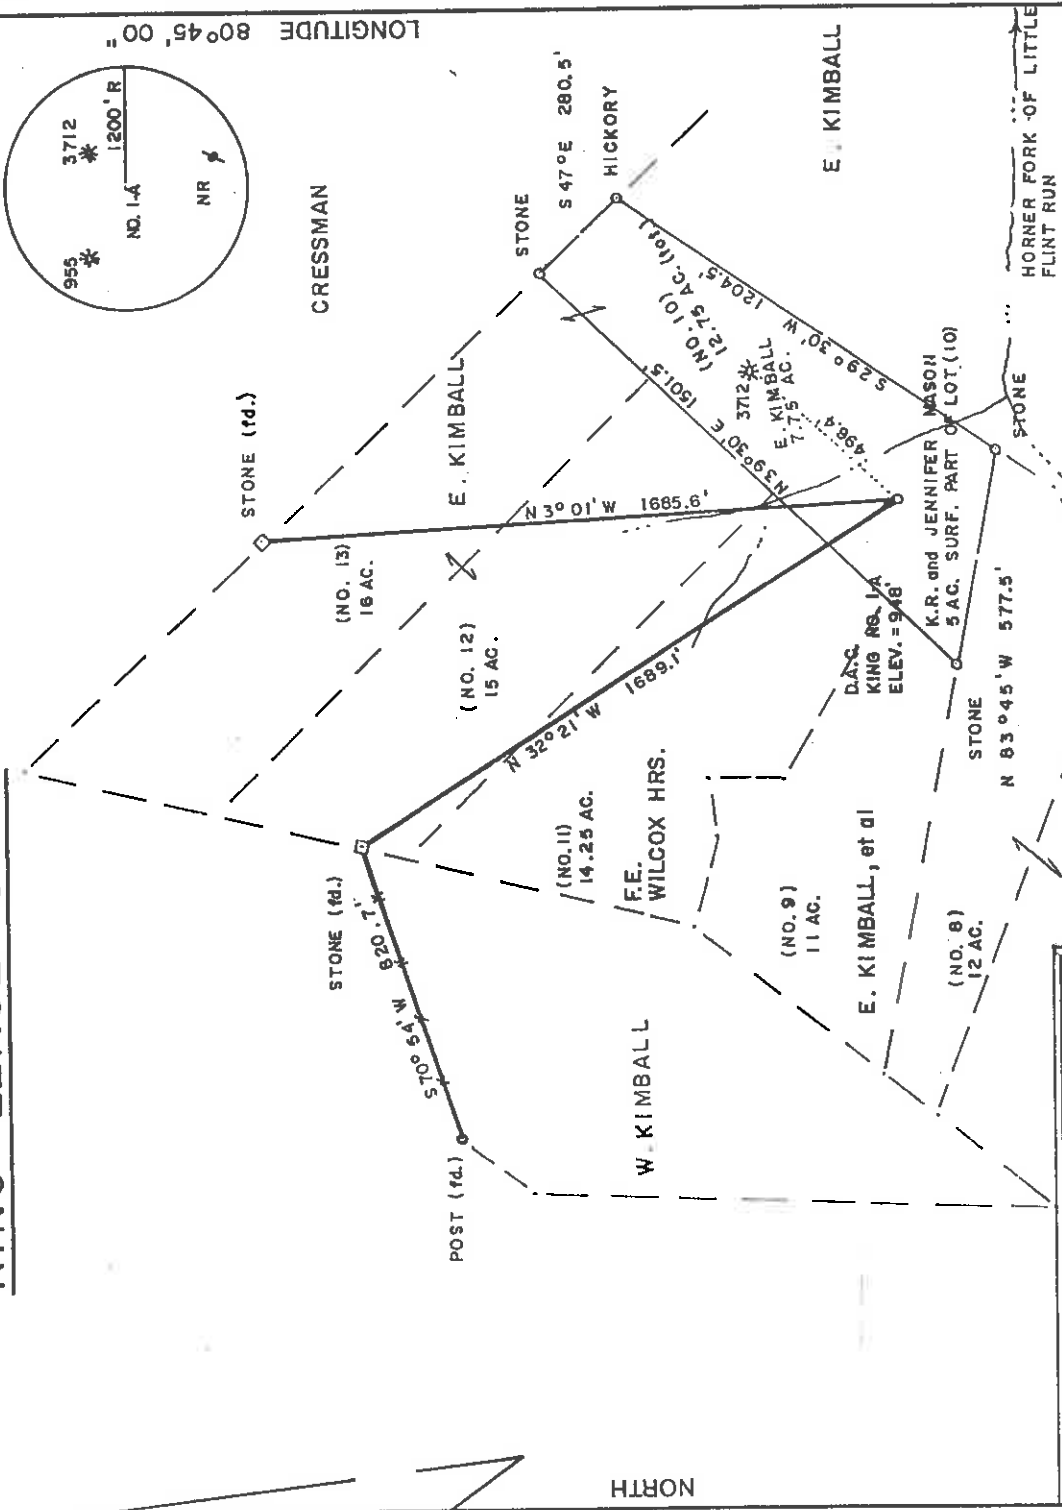 LONGITUDE 80°45' 00"
955
3712
1200' R
NO. 1-A
NR
CRESSMAN
STONE (fd.)
E. KIMBALL
STONE
S 47°E 280.5'
HICKORY
E. KIMBALL
(NO. 13)
16 AC.
N 3° 01' W 1685.6'
(NO. 12)
15 AC.
N 39°30' E 1501.5'
(NO. 10)
12.75 AC. (tot.)
S 29° 30' W 1204.5'
3712
E. KIMBALL
7.75 AC.
498.4'
STONE (fd.)
S 70° 54' W 820.7'
N 32° 21' W 1689.1'
POST (fd.)
(NO. 11)
14.25 AC.
F.E.
WILCOX HRS.
D.A.C.
KING NO. 1-A
ELEV. = 948'
K.R. and JENNIFER MASON
5 AC. SURF. PART OF LOT (10)
STONE
STONE
N 83°45' W 577.5'
W. KIMBALL
(NO. 9)
11 AC.
E. KIMBALL, et al
(NO. 8)
12 AC.
HORNER FORK OF LITTLE
FLINT RUN
NORTH